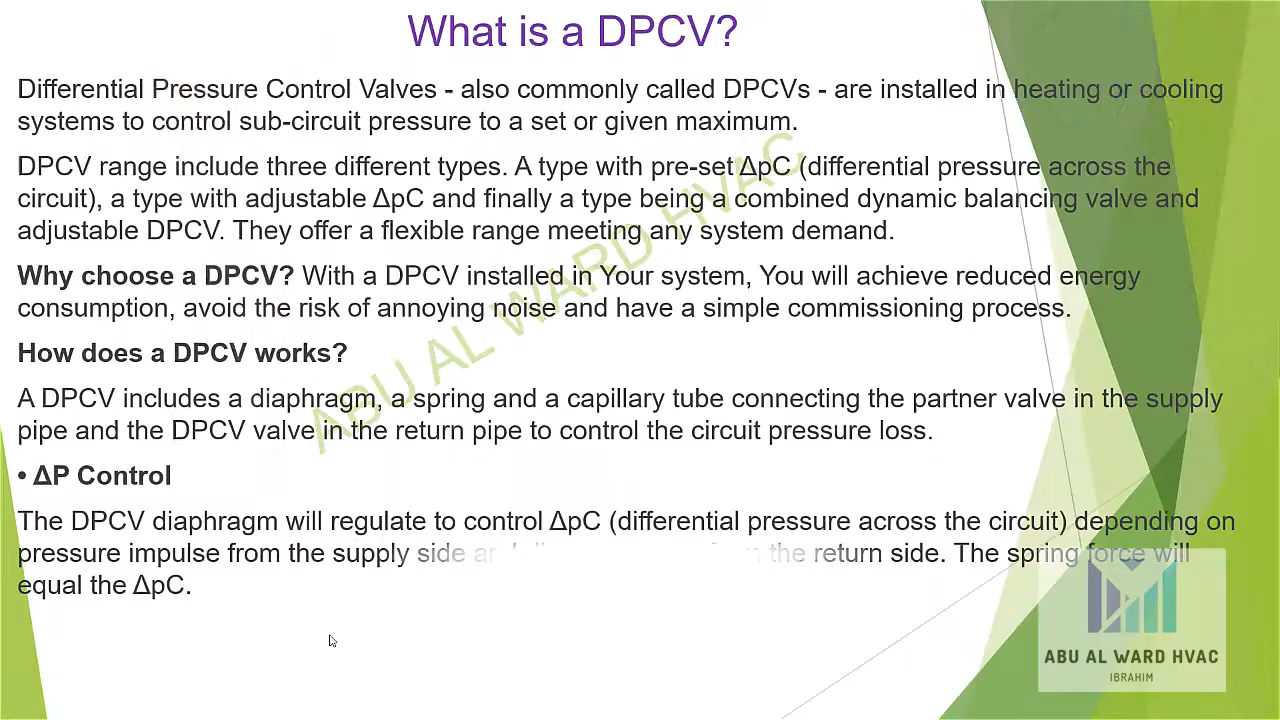 What is a DPCV?
Differential Pressure Control Valves - also commonly called DPCVs - are installed in heating or cooling
systems to control sub-circuit pressure to a set or given maximum.
DPCV range include three different types. A type with pre-set ΔpC (differential pressure across the
circuit), a type with adjustable ΔpC and finally a type being a combined dynamic balancing valve and
adjustable DPCV. They offer a flexible range meeting any system demand.
Why choose a DPCV? With a DPCV installed in Your system, You will achieve reduced energy
consumption, avoid the risk of annoying noise and have a simple commissioning process.
How does a DPCV works?
A DPCV includes a diaphragm, a spring and a capillary tube connecting the partner valve in the supply
pipe and the DPCV valve in the return pipe to control the circuit pressure loss.
• ΔP Control
The DPCV diaphragm will regulate to control ΔpC (differential pressure across the circuit) depending on
pressure impulse from the supply side the return side. The spring force will
equal the ΔpC.
ABU AL WARD HVAC
ABU AL WARD HVAC
IBRAHIM